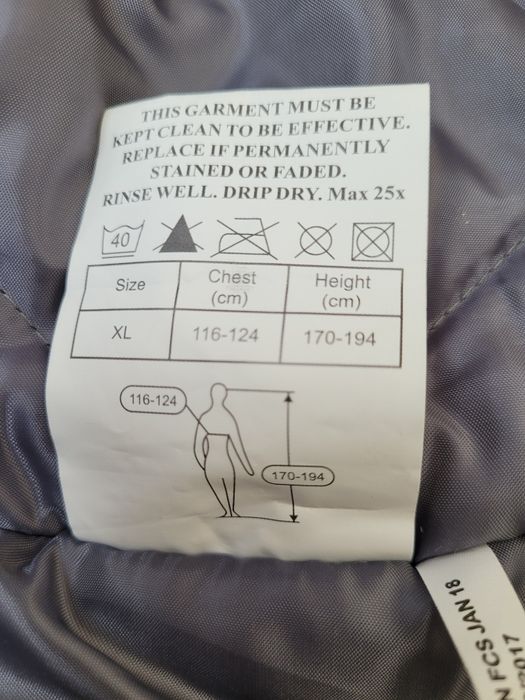 THIS GARMENT MUST BE
KEPT CLEAN TO BE EFFECTIVE.
REPLACE IF PERMANENTLY
STAINED OR FADED.
RINSE WELL. DRIP DRY. Max 25x
40
Size Chest (cm) Height (cm)
XL 116-124 170-194
116-124
170-194
FCS JAN 18
2017